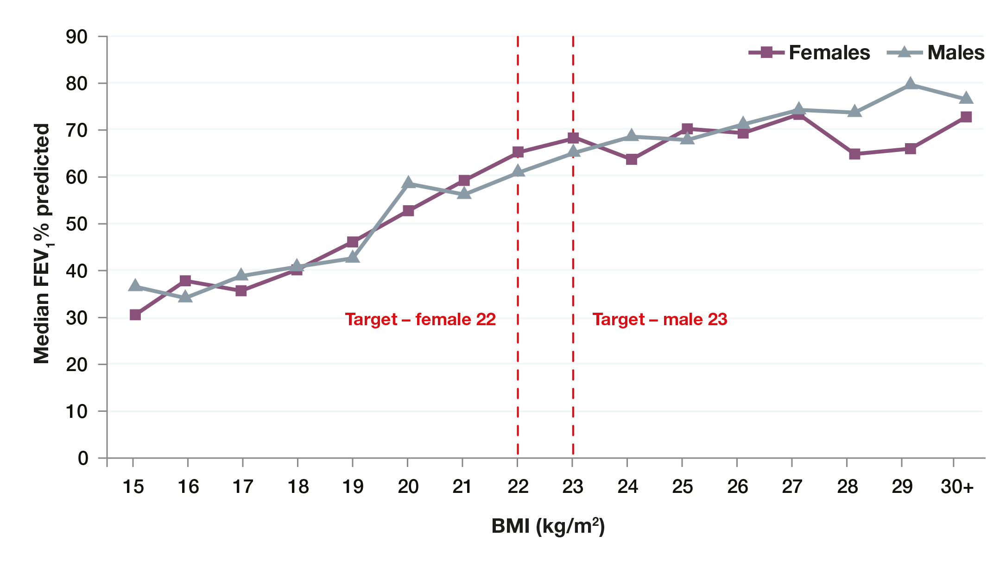 90
Females Males
80
70
60
50
40
30
20
10
0
Median FEV₁% predicted
Target – female 22
Target – male 23
15 16 17 18 19 20 21 22 23 24 25 26 27 28 29 30+
BMI (kg/m²)